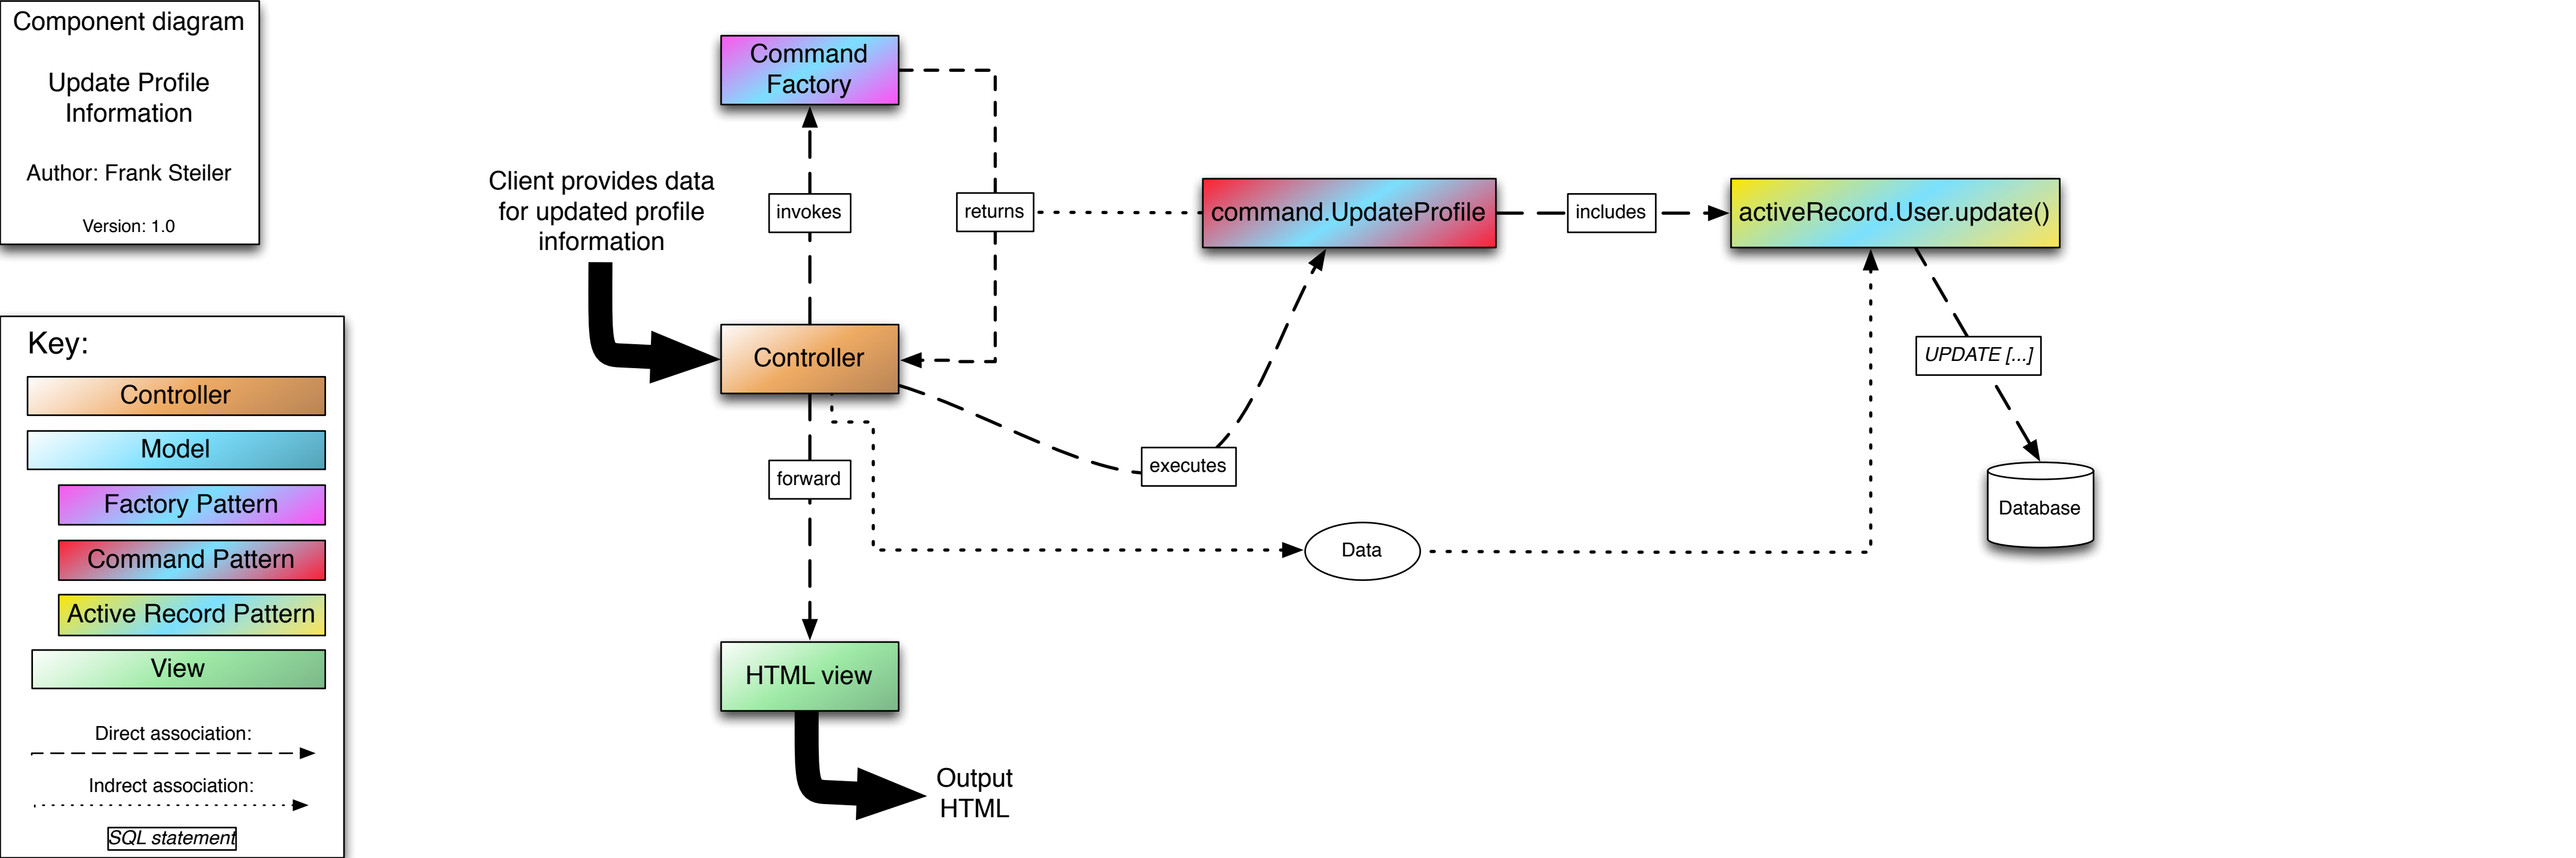 Component diagram
Update Profile
Information
Author: Frank Steiler
Version: 1.0
Key:
Controller
Model
Factory Pattern
Command Pattern
Active Record Pattern
View
Direct association:
Indirect association:
SQL statement
Command
Factory
Client provides data
for updated profile
information
invokes
returns
command.UpdateProfile
includes
activeRecord.User.update()
Controller
UPDATE [...]
executes
forward
Data
Database
HTML view
Output
HTML